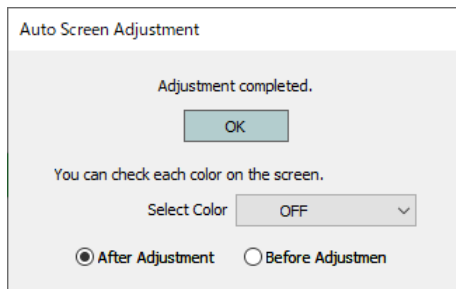 Auto Screen Adjustment
Adjustment completed.
OK
You can check each color on the screen.
Select Color OFF
After Adjustment Before Adjustmen